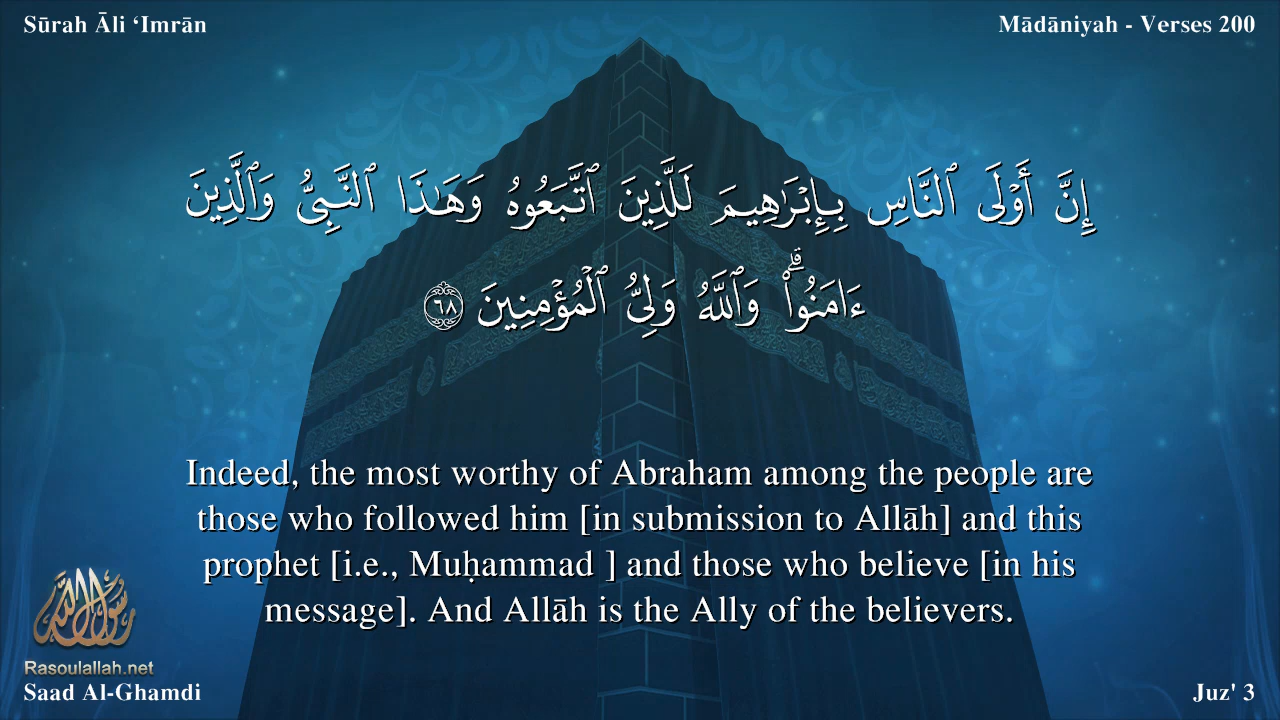 Sūrah Āli ‘Imrān
Mādāniyah - Verses 200
إِنَّ أَوْلَى ٱلنَّاسِ بِإِبْرَٰهِيمَ لَلَّذِينَ ٱتَّبَعُوهُ وَهَـٰذَا ٱلنَّبِىُّ وَٱلَّذِينَ
ءَامَنُوا۟ ۗ وَٱللَّهُ وَلِىُّ ٱلْمُؤْمِنِينَ ٦٨
Indeed, the most worthy of Abraham among the people are
those who followed him [in submission to Allāh] and this
prophet [i.e., Muḥammad ] and those who believe [in his
message]. And Allāh is the Ally of the believers.
رسول الله
Rasoulallah.net
Saad Al-Ghamdi
Juz' 3